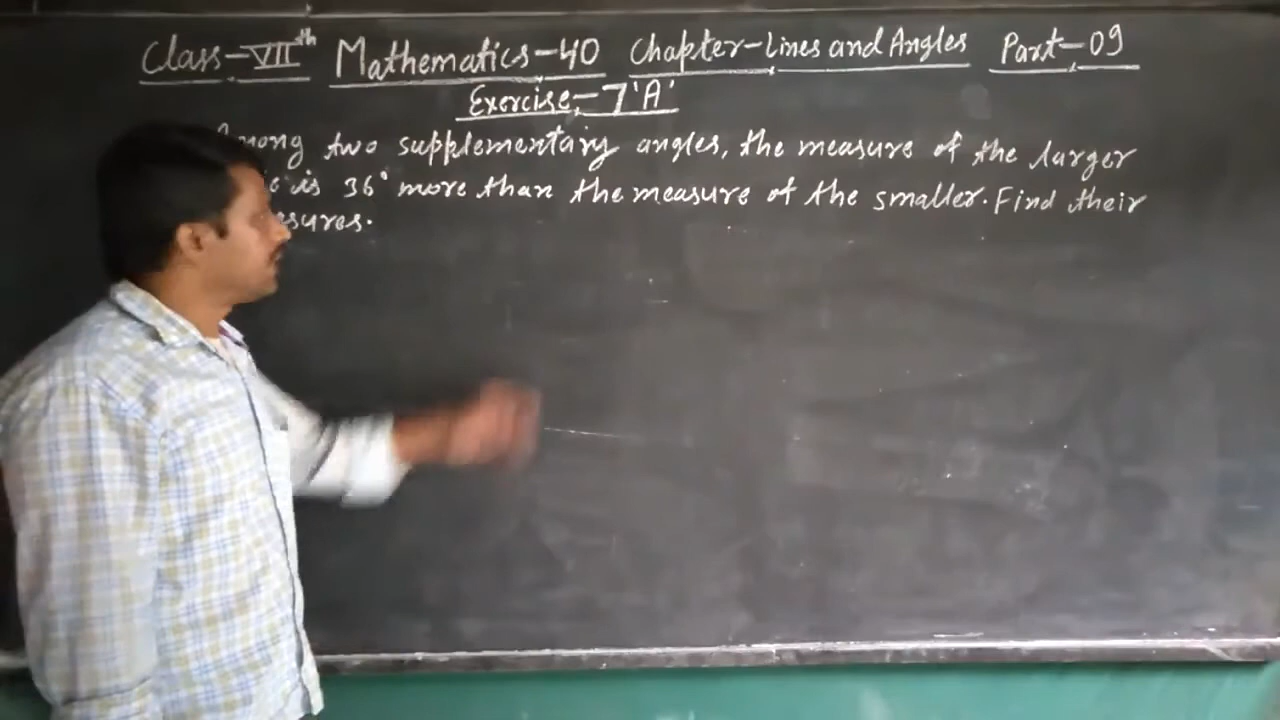 Class-VIIth Mathematics-40 Chapter-Lines and Angles Part-09
Exercise:-7'A'
two supplementary angles, the measure of the larger
is 36° more than the measure of the smaller. Find their